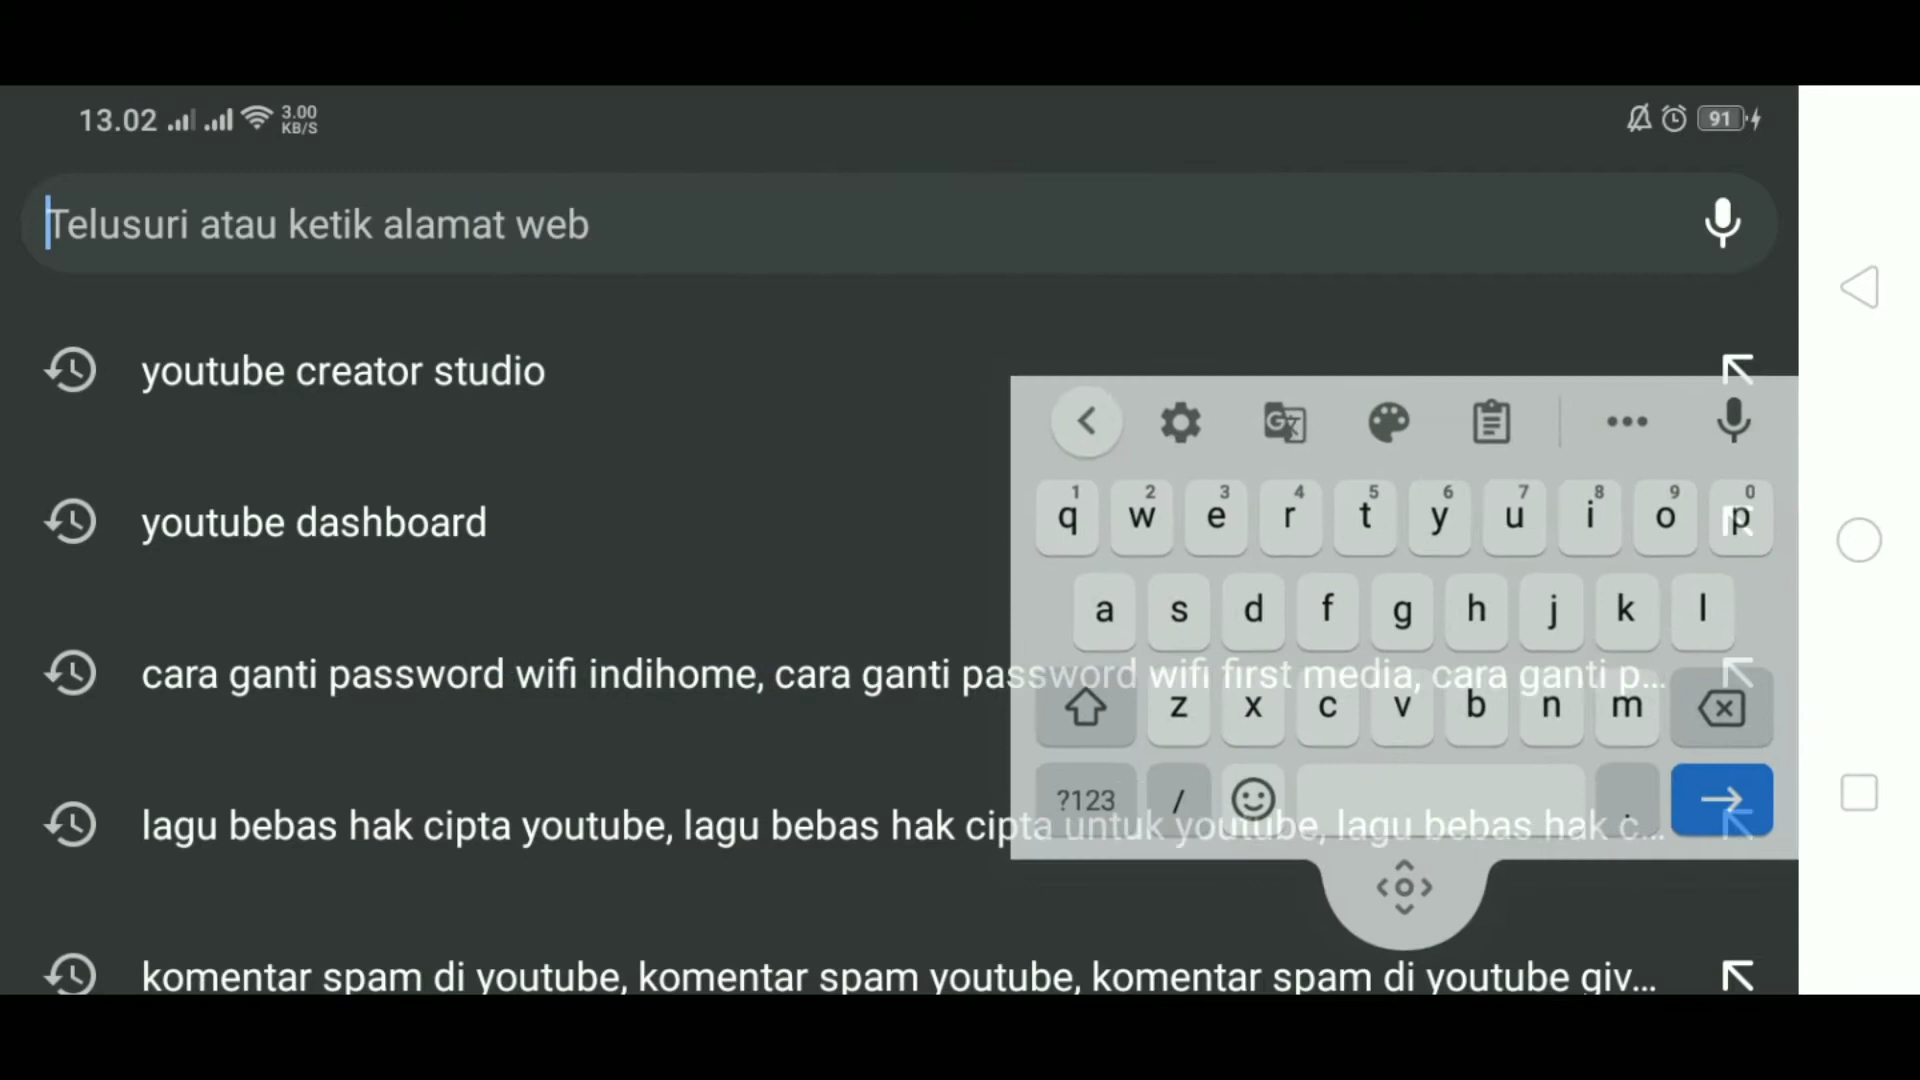 13.02 3.00 KB/S 91
Telusuri atau ketik alamat web
youtube creator studio
youtube dashboard
1 2 3 4 5 6 7 8 9 0
q w e r t y u i o p
a s d f g h j k l
cara ganti password wifi indihome, cara ganti password wifi first media, cara ganti p...
z x c v b n m
?123 / .
lagu bebas hak cipta youtube, lagu bebas hak cipta untuk youtube, lagu bebas hak c...
komentar spam di youtube, komentar spam youtube, komentar spam di youtube giv...